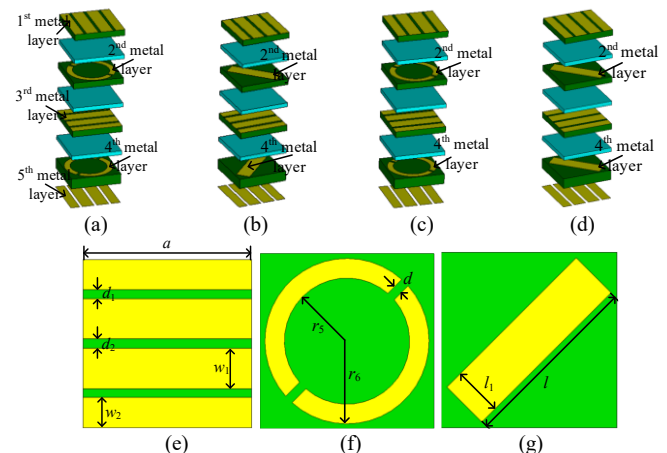 1st metal
layer
2nd metal
layer
3rd metal
layer
4th metal
layer
5th metal
layer
(a)
2nd metal
layer
4th metal
layer
(b)
2nd metal
layer
4th metal
layer
(c)
2nd metal
layer
4th metal
layer
(d)
a
d1
d2
w1
w2
(e)
d
r5
r6
(f)
l1
l
(g)